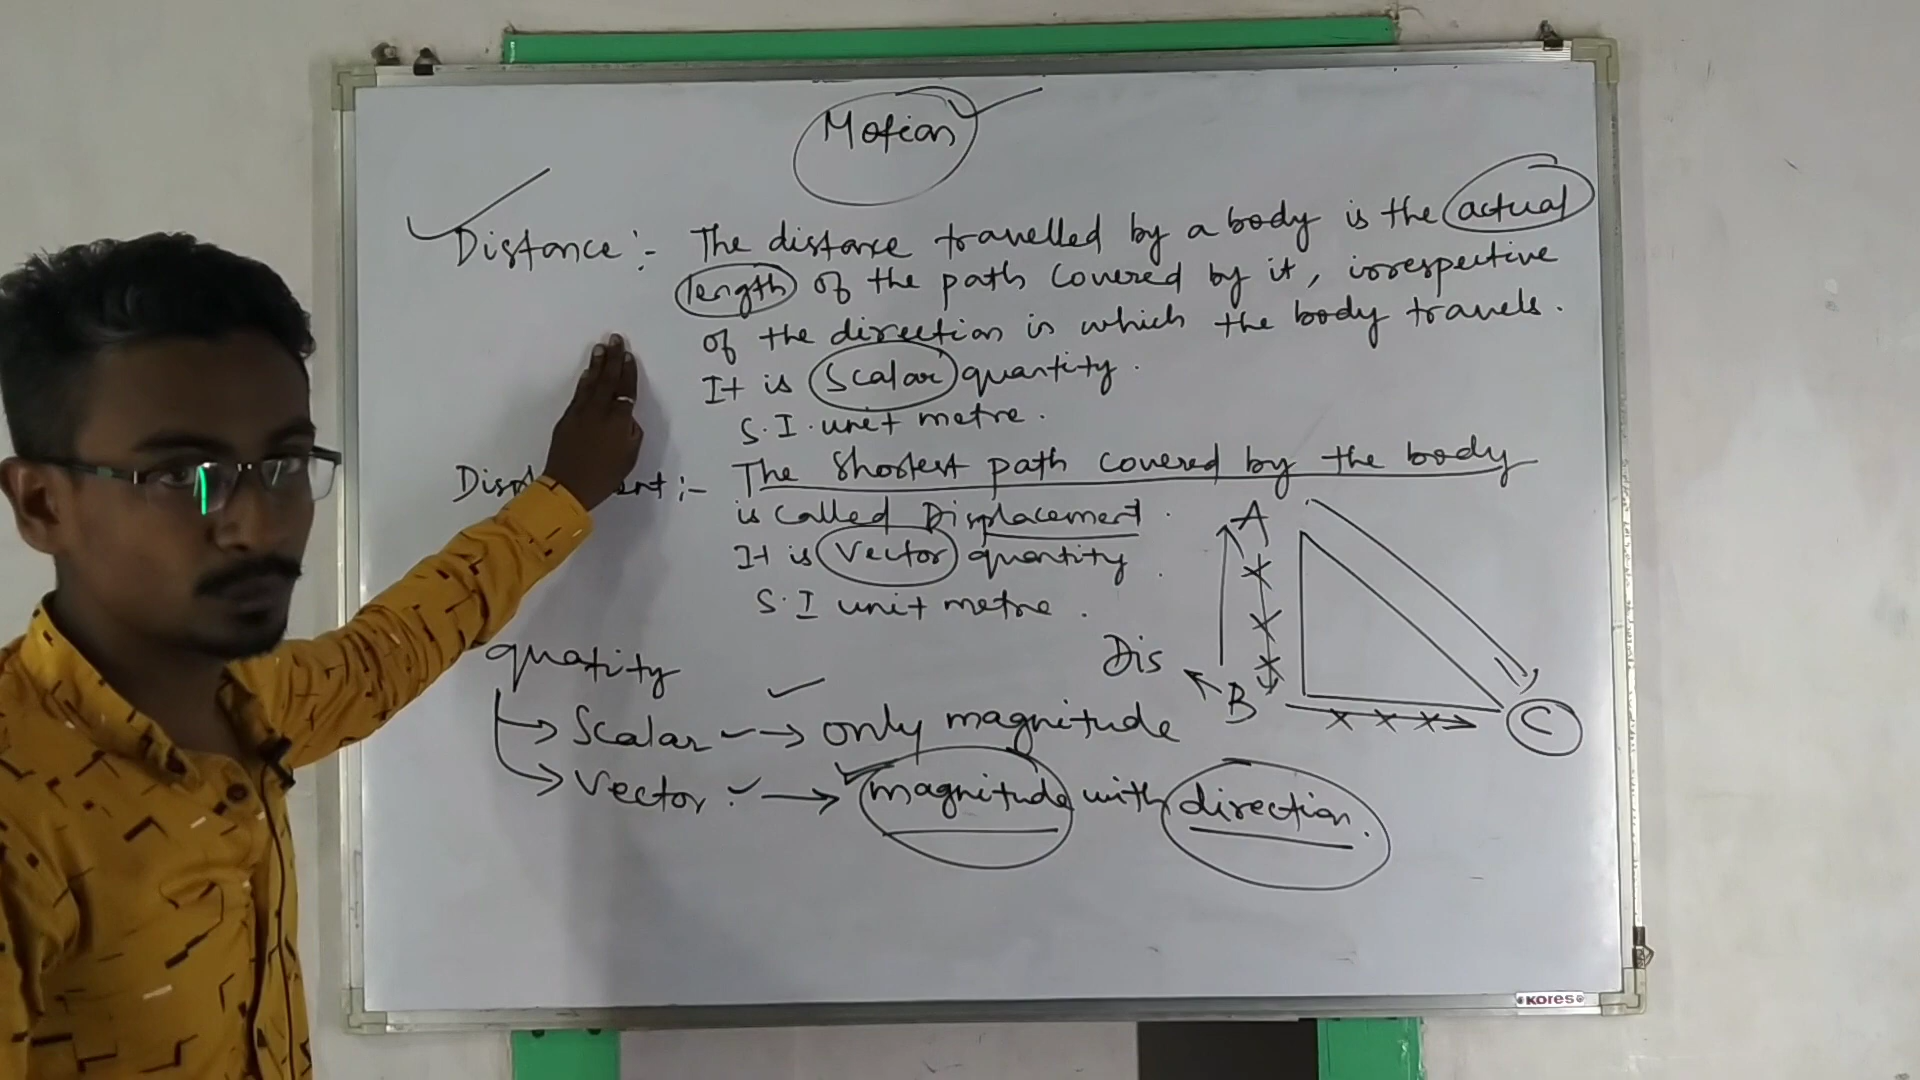 Motion
Distance :- The distance travelled by a body is the actual
length of the path covered by it, irrespective
of the direction in which the body travels.
It is Scalar quantity.
S.I. unit metre.
:- The Shortest path covered by the body
is called Displacement.
It is Vector quantity.
S.I unit metre.
A
B
C
Dis
quatity
→ Scalar → only magnitude
→ Vector → magnitude with direction.
KORES